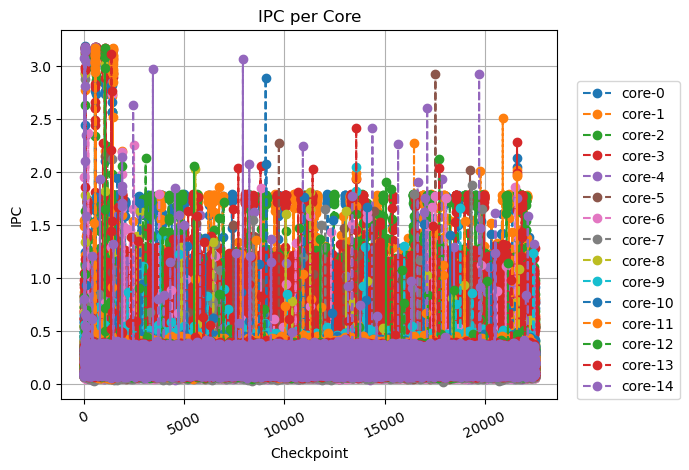 IPC per Core
3.0
2.5
2.0
1.5
1.0
0.5
0.0
IPC
0
5000
10000
15000
20000
Checkpoint
core-0
core-1
core-2
core-3
core-4
core-5
core-6
core-7
core-8
core-9
core-10
core-11
core-12
core-13
core-14